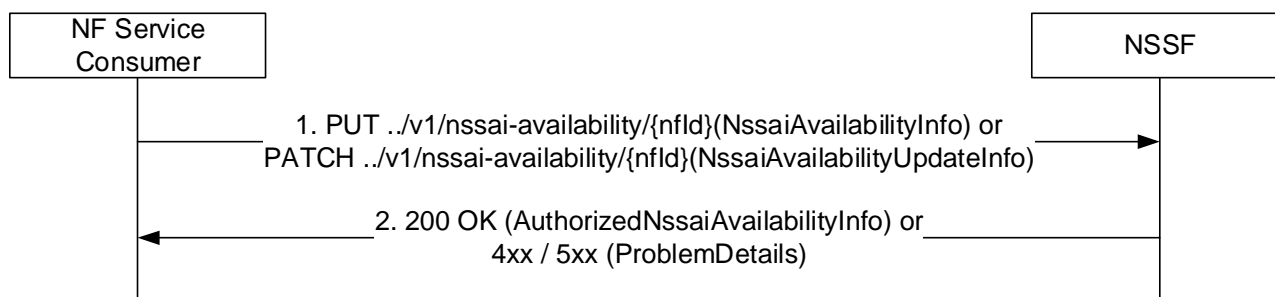 NF Service
Consumer
NSSF
1. PUT ../v1/nssai-availability/{nfId}(NssaiAvailabilityInfo) or
PATCH ../v1/nssai-availability/{nfId}(NssaiAvailabilityUpdateInfo)
2. 200 OK (AuthorizedNssaiAvailabilityInfo) or
4xx / 5xx (ProblemDetails)